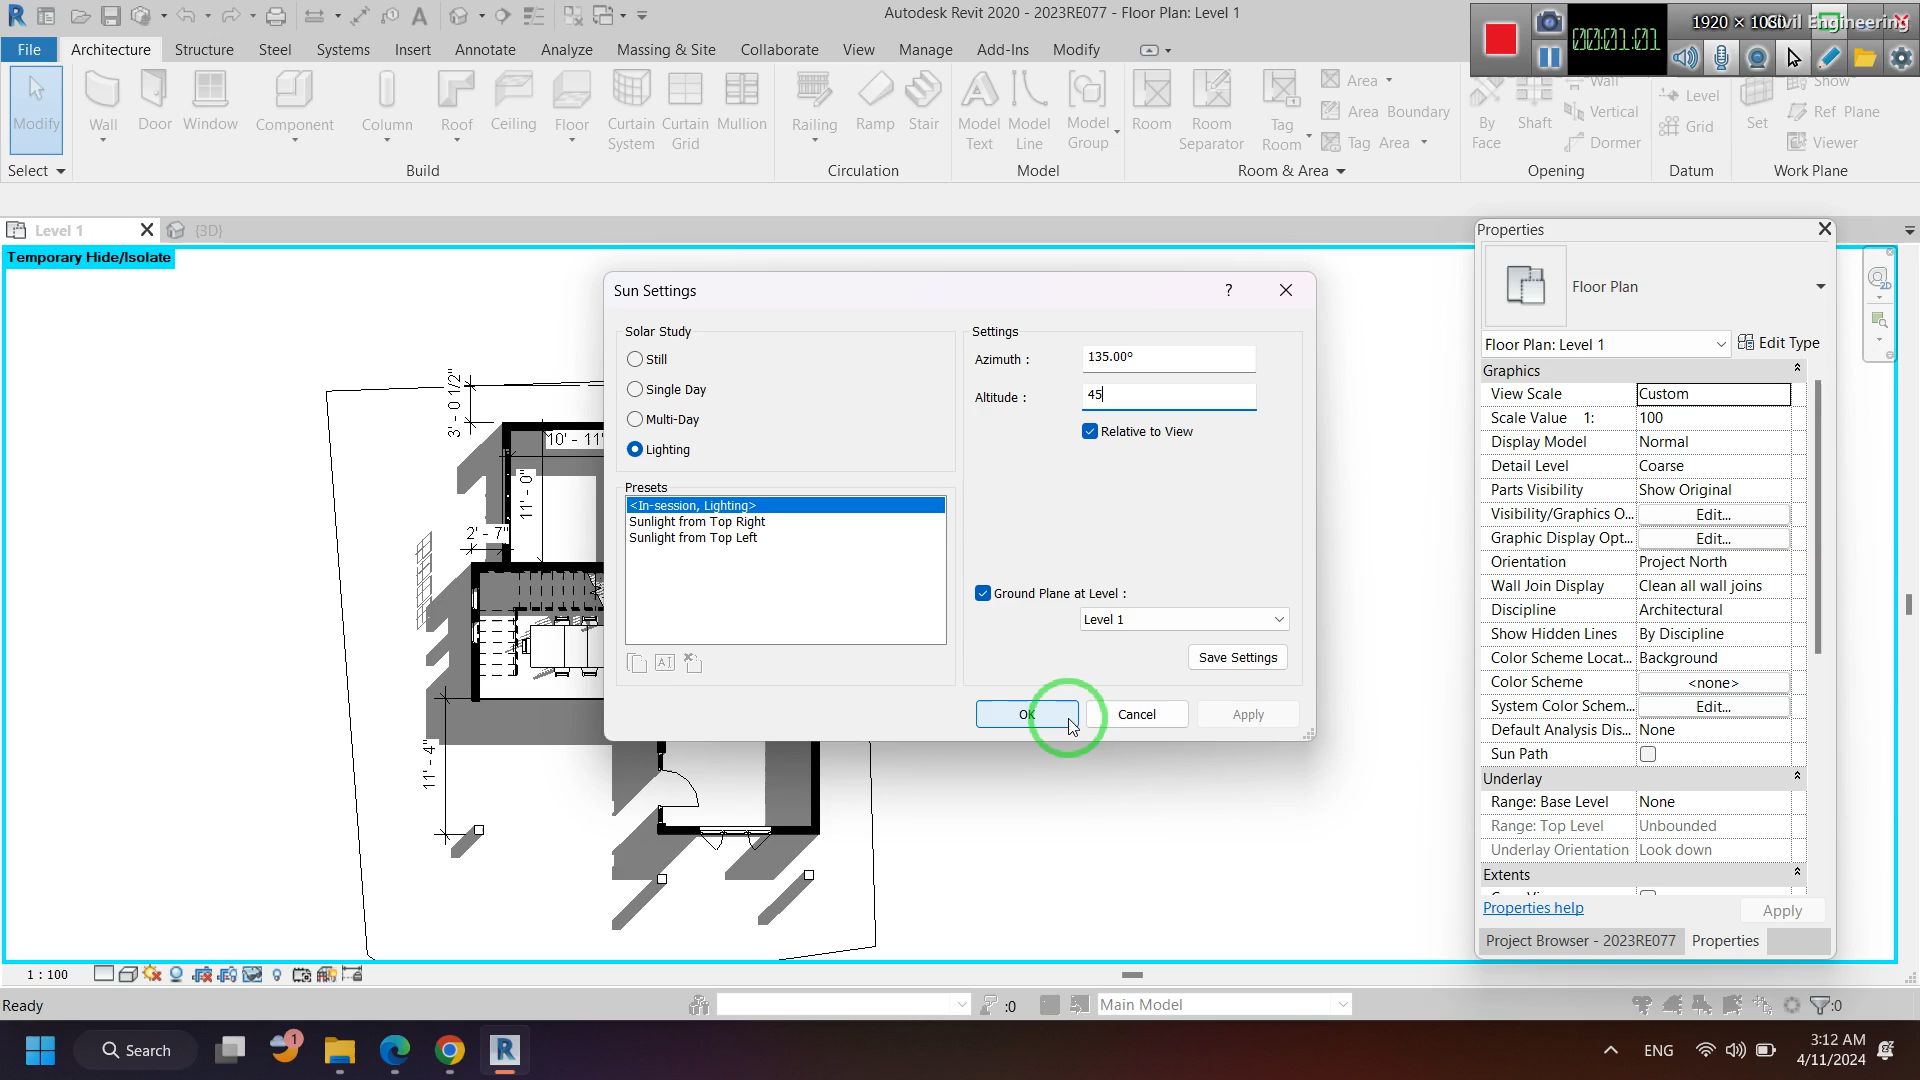 Autodesk Revit 2020 - 2023RE077 - Floor Plan: Level 1
1920 × 1080
Civil Engineering
00:01:01
File Architecture Structure Steel Systems Insert Annotate Analyze Massing & Site Collaborate View Manage Add-Ins Modify
Modify Wall Door Window Component Column Roof Ceiling Floor Curtain System Curtain Grid Mullion Railing Ramp Stair Model Text Model Line Model Group Room Room Separator Tag Room Area Area Boundary Tag Area By Face Shaft Wall Vertical Dormer Level Grid Set Show Ref Plane Viewer
Select Build Circulation Model Room & Area Opening Datum Work Plane
Level 1 {3D}
Temporary Hide/Isolate
3' - 0 1/2"
10' - 11"
11' - 0"
2' - 7"
11' - 4"
Sun Settings ?
Solar Study
Still
Single Day
Multi-Day
Lighting
Presets
<In-session, Lighting>
Sunlight from Top Right
Sunlight from Top Left
AI
Settings
Azimuth : 135.00°
Altitude : 45
Relative to View
Ground Plane at Level :
Level 1
Save Settings
OK Cancel Apply
Properties
Floor Plan
Floor Plan: Level 1 Edit Type
Graphics
View Scale Custom
Scale Value 1: 100
Display Model Normal
Detail Level Coarse
Parts Visibility Show Original
Visibility/Graphics O... Edit...
Graphic Display Opt... Edit...
Orientation Project North
Wall Join Display Clean all wall joins
Discipline Architectural
Show Hidden Lines By Discipline
Color Scheme Locat... Background
Color Scheme <none>
System Color Schem... Edit...
Default Analysis Dis... None
Sun Path
Underlay
Range: Base Level None
Range: Top Level Unbounded
Underlay Orientation Look down
Extents
Properties help Apply
Project Browser - 2023RE077 Properties
2D
1 : 100
Ready :0 Main Model :0
Search 1 ENG 3:12 AM
4/11/2024